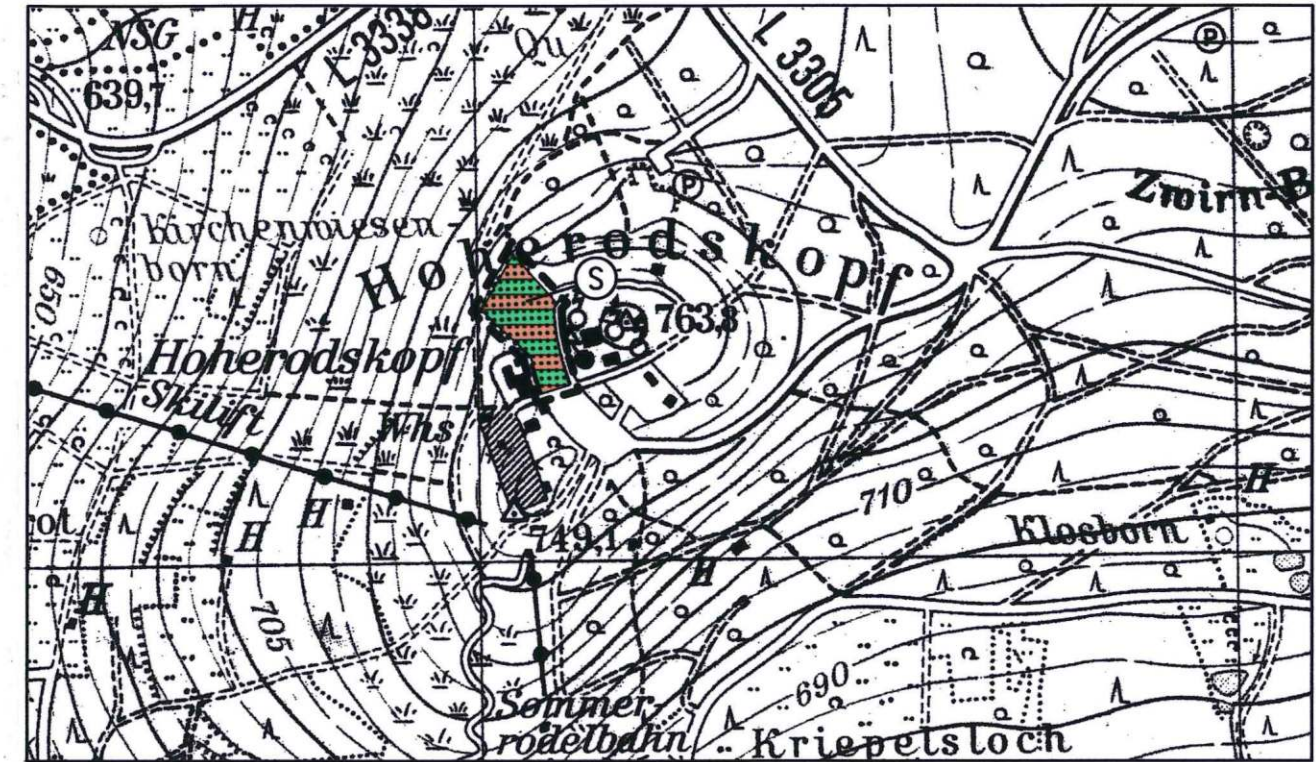 NSG
H
L 3338
Qu
L 3305
P
639,7
Zwirn-B
Kirchenwiesen-
born
P
Hoherodskopf
650
S
763,8
Hoherodskopf
Skilift
Whs
710
H
H
H
rot
749,1
Klosborn
H
H
705
690
Sommer-
rodelbahn
Kriepelsloch